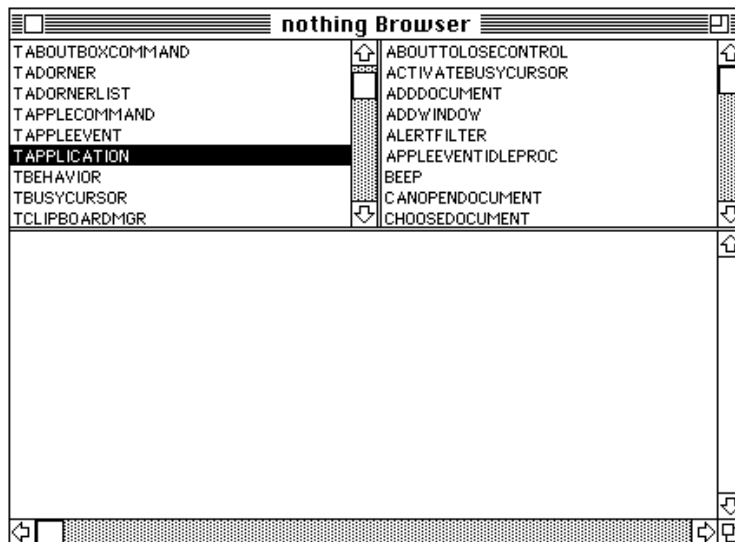 nothing Browser
TABOUTBOXCOMMAND
TADORNER
TADORNERLIST
TAPPLECOMMAND
TAPPLEEVENT
TAPPLICATION
TBEHAVIOR
TBUSYCURSOR
TCLIPBOARDMGR
ABOUTTOLOSECONTROL
ACTIVATEBUSYCURSOR
ADDDOCUMENT
ADDWINDOW
ALERTFILTER
APPLEEVENTIDLEPROC
BEEP
CANOPENDOCUMENT
CHOOSEDOCUMENT